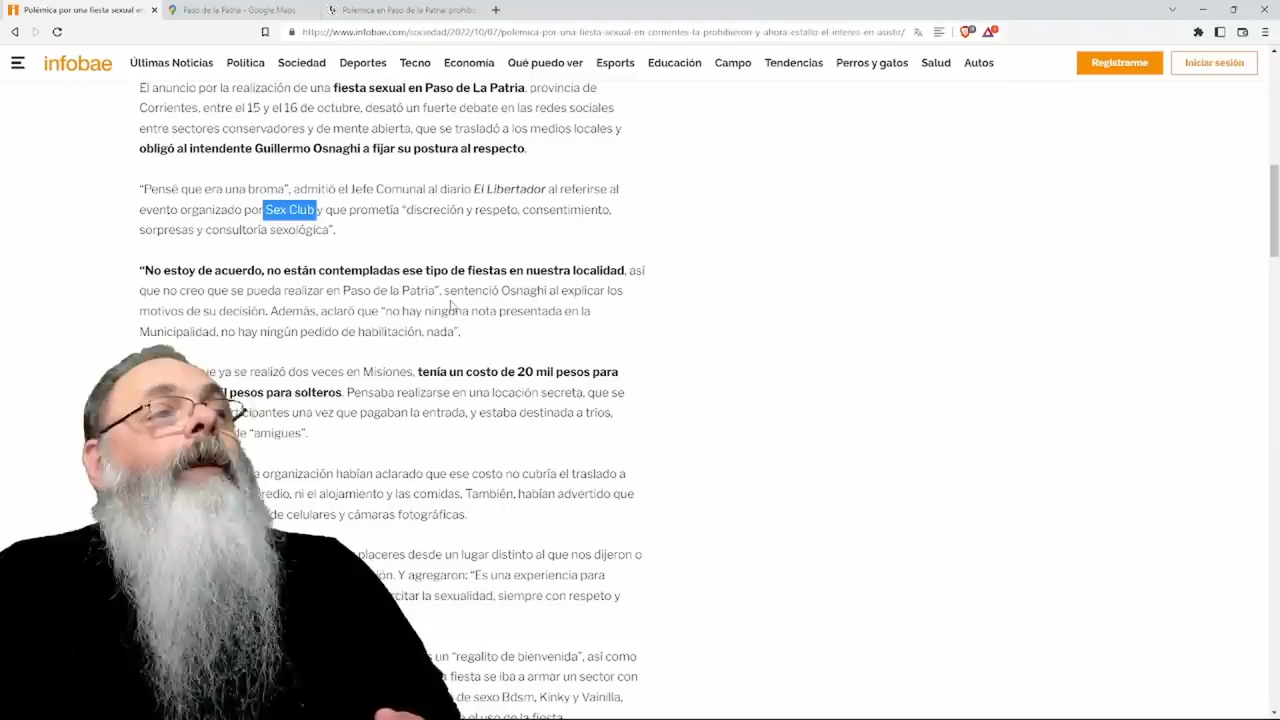 Polémica por una fiesta sexual en
Paso de la Patria - Google Maps
Polémica en Paso de la Patria: prohib
https://www.infobae.com/sociedad/2022/10/07/polemica-por-una-fiesta-sexual-en-corrientes-la-prohibieron-y-ahora-estallo-el-interes-en-asistir/
infobae
Últimas Noticias Política Sociedad Deportes Tecno Economía Qué puedo ver Esports Educación Campo Tendencias Perros y gatos Salud Autos
Registrarme
Iniciar sesión
El anuncio por la realización de una fiesta sexual en Paso de La Patria, provincia de
Corrientes, entre el 15 y el 16 de octubre, desató un fuerte debate en las redes sociales
entre sectores conservadores y de mente abierta, que se trasladó a los medios locales y
obligó al intendente Guillermo Osnaghi a fijar su postura al respecto.
“Pensé que era una broma”, admitió el Jefe Comunal al diario El Libertador al referirse al
evento organizado por Sex Club y que prometía “discreción y respeto, consentimiento,
sorpresas y consultoría sexológica”.
“No estoy de acuerdo, no están contempladas ese tipo de fiestas en nuestra localidad, así
que no creo que se pueda realizar en Paso de la Patria”, sentenció Osnaghi al explicar los
motivos de su decisión. Además, aclaró que “no hay ninguna nota presentada en la
Municipalidad, no hay ningún pedido de habilitación, nada”.
ue ya se realizó dos veces en Misiones, tenía un costo de 20 mil pesos para
il pesos para solteros. Pensaba realizarse en una locación secreta, que se
rticipantes una vez que pagaban la entrada, y estaba destinada a tríos,
de “amigues”.
a organización habían aclarado que ese costo no cubría el traslado a
redio, ni el alojamiento y las comidas. También, habían advertido que
de celulares y cámaras fotográficas.
placeres desde un lugar distinto al que nos dijeron o
ón. Y agregaron: “Es una experiencia para
rcitar la sexualidad, siempre con respeto y
s un “regalito de bienvenida”, así como
fiesta se iba a armar un sector con
de sexo Bdsm, Kinky y Vainilla,
el uso de la fiesta